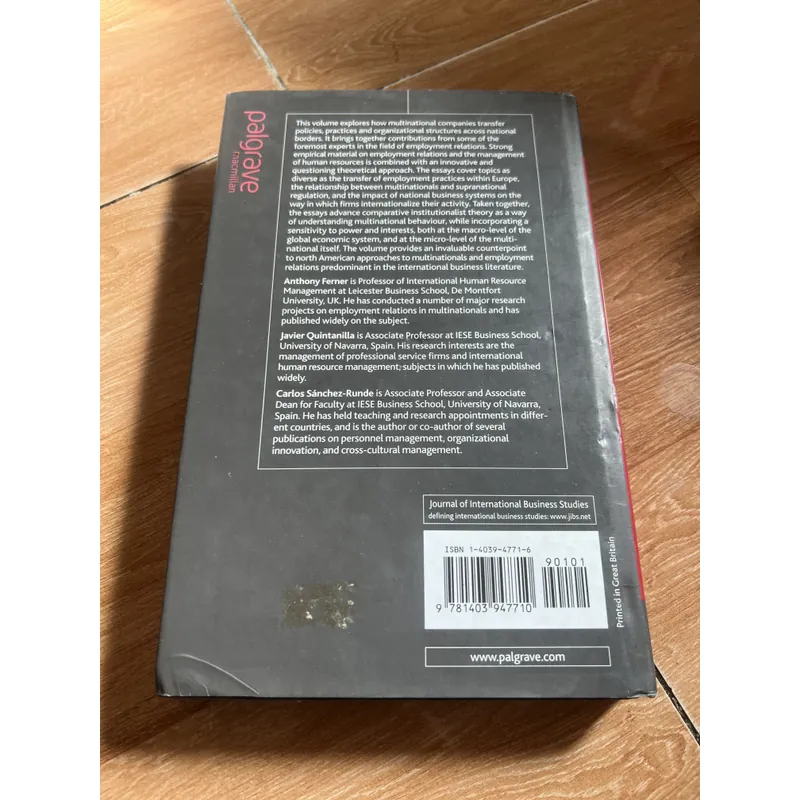 palgrave
macmillan
This volume explores how multinational companies transfer
policies, practices and organizational structures across national
borders. It brings together contributions from some of the
foremost experts in the field of employment relations. Strong
empirical material on employment relations and the management
of human resources is combined with an innovative and
questioning theoretical approach. The essays cover topics as
diverse as the transfer of employment practices within Europe,
the relationship between multinationals and supranational
regulation, and the impact of national business systems on the
way in which firms internationalize their activity. Taken together,
the essays advance comparative institutionalist theory as a way
of understanding multinational behaviour, while incorporating a
sensitivity to power and interests, both at the macro-level of the
global economic system, and at the micro-level of the multi-
national itself. The volume provides an invaluable counterpoint
to north American approaches to multinationals and employment
relations predominant in the international business literature.
Anthony Ferner is Professor of International Human Resource
Management at Leicester Business School, De Montfort
University, UK. He has conducted a number of major research
projects on employment relations in multinationals and has
published widely on the subject.
Javier Quintanilla is Associate Professor at IESE Business School,
University of Navarra, Spain. His research interests are the
management of professional service firms and international
human resource management, subjects in which he has published
widely.
Carlos Sánchez-Runde is Associate Professor and Associate
Dean for Faculty at IESE Business School, University of Navarra,
Spain. He has held teaching and research appointments in differ-
ent countries, and is the author or co-author of several
publications on personnel management, organizational
innovation, and cross-cultural management.
Journal of International Business Studies
defining international business studies: www.jibs.net
ISBN 1-4039-4771-6
90101
9 781403 947710
Printed in Great Britain
www.palgrave.com